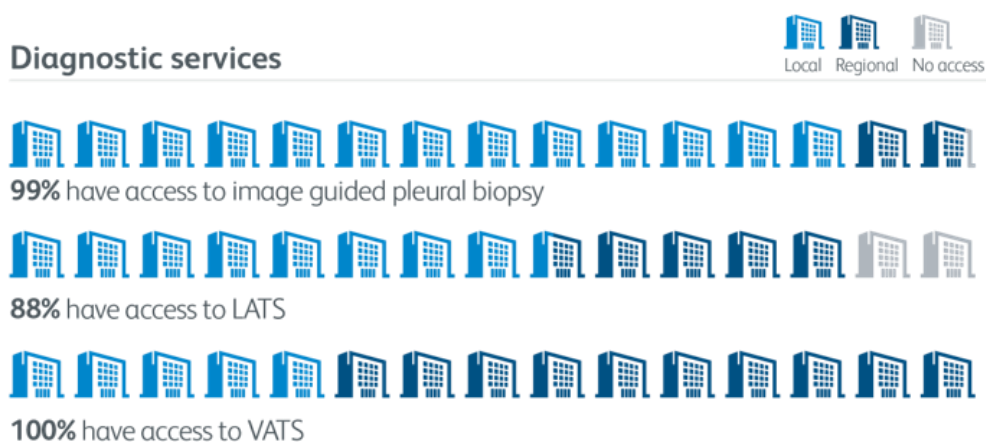 Diagnostic services
Local Regional No access
99% have access to image guided pleural biopsy
88% have access to LATS
100% have access to VATS